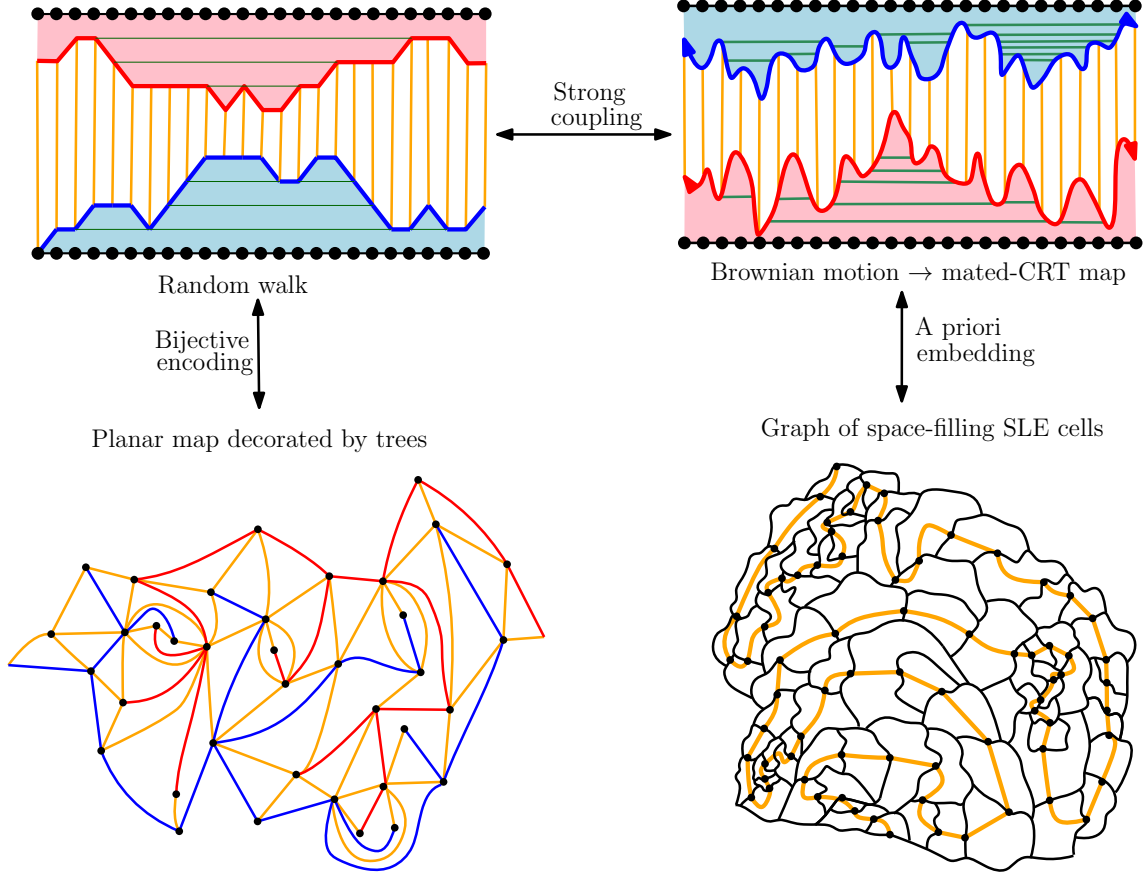 Strong
coupling
Random walk
Brownian motion → mated-CRT map
Bijective
encoding
A priori
embedding
Planar map decorated by trees
Graph of space-filling SLE cells